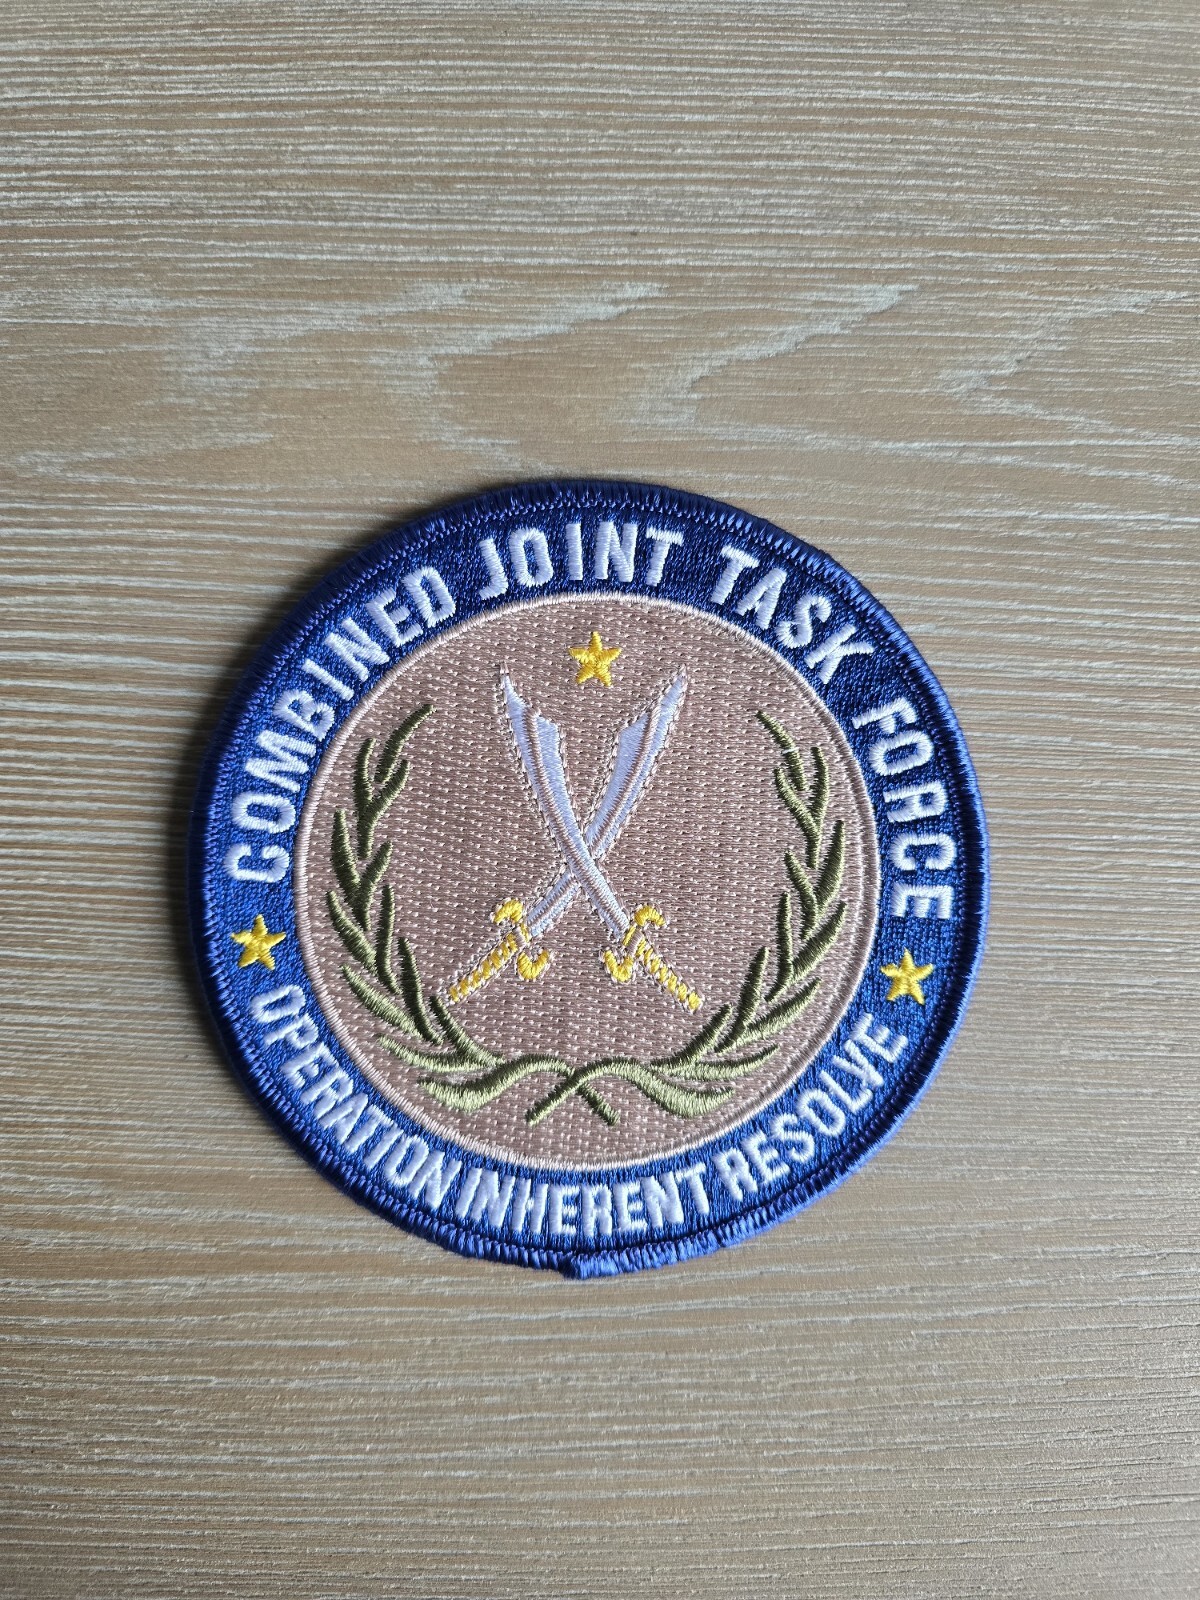 COMBINED JOINT TASK FORCE
OPERATION INHERENT RESOLVE